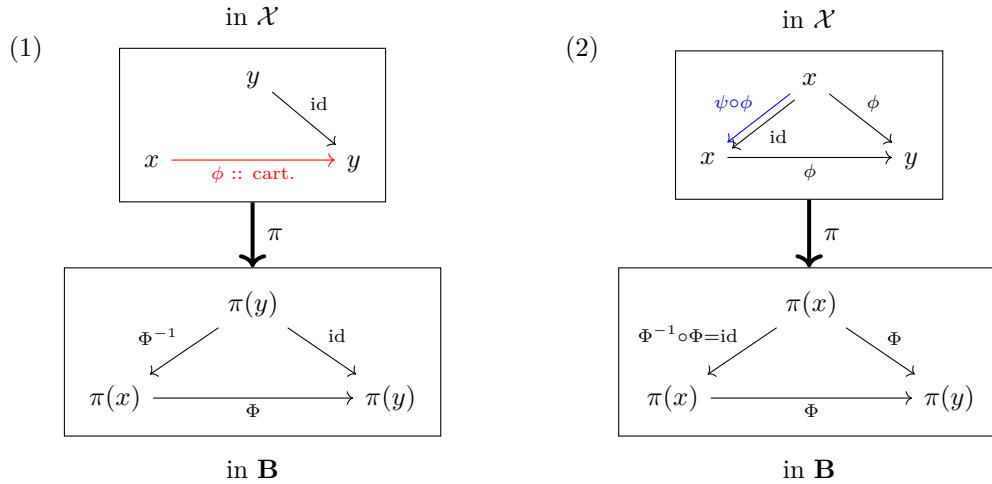 in 𝒳
(1)
y
id
x
y
ϕ :: cart.
π
π(y)
Φ⁻¹
id
π(x)
π(y)
Φ
in **B**
in 𝒳
(2)
x
ψ∘ϕ
ϕ
id
x
y
ϕ
π
π(x)
Φ⁻¹∘Φ=id
Φ
π(x)
π(y)
Φ
in **B**